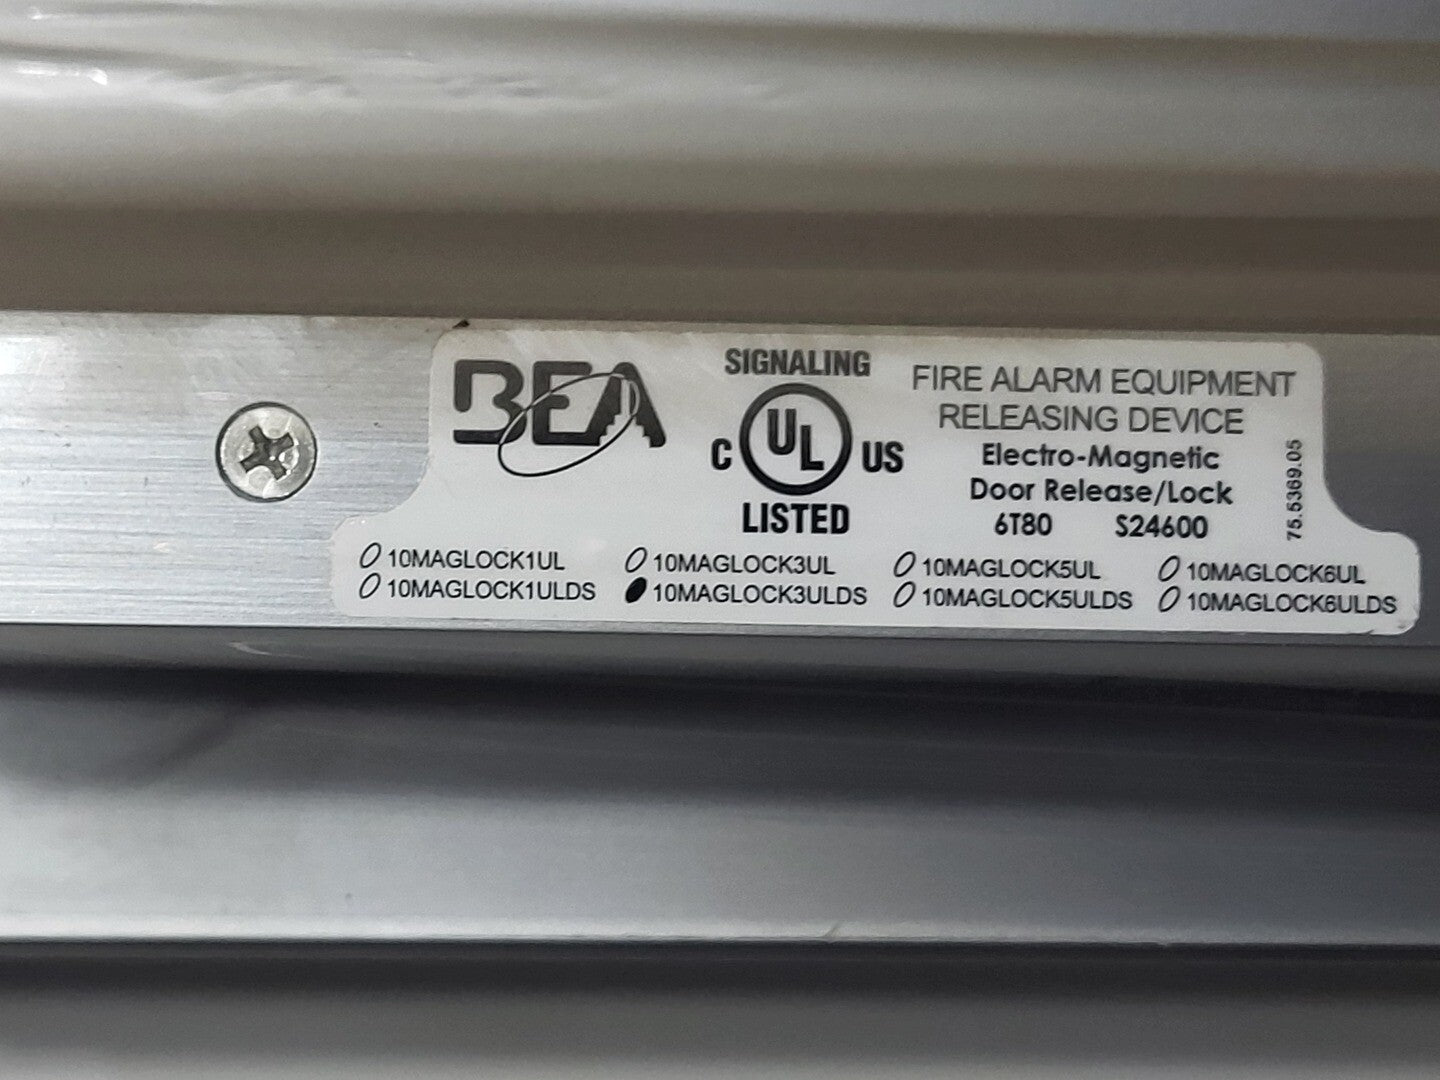 BEA
SIGNALING
C UL US
LISTED
FIRE ALARM EQUIPMENT
RELEASING DEVICE
Electro-Magnetic
Door Release/Lock
6T80 S24600
75.5369.05
10MAGLOCK1UL 10MAGLOCK3UL 10MAGLOCK5UL 10MAGLOCK6UL
10MAGLOCK1ULDS 10MAGLOCK3ULDS 10MAGLOCK5ULDS 10MAGLOCK6ULDS